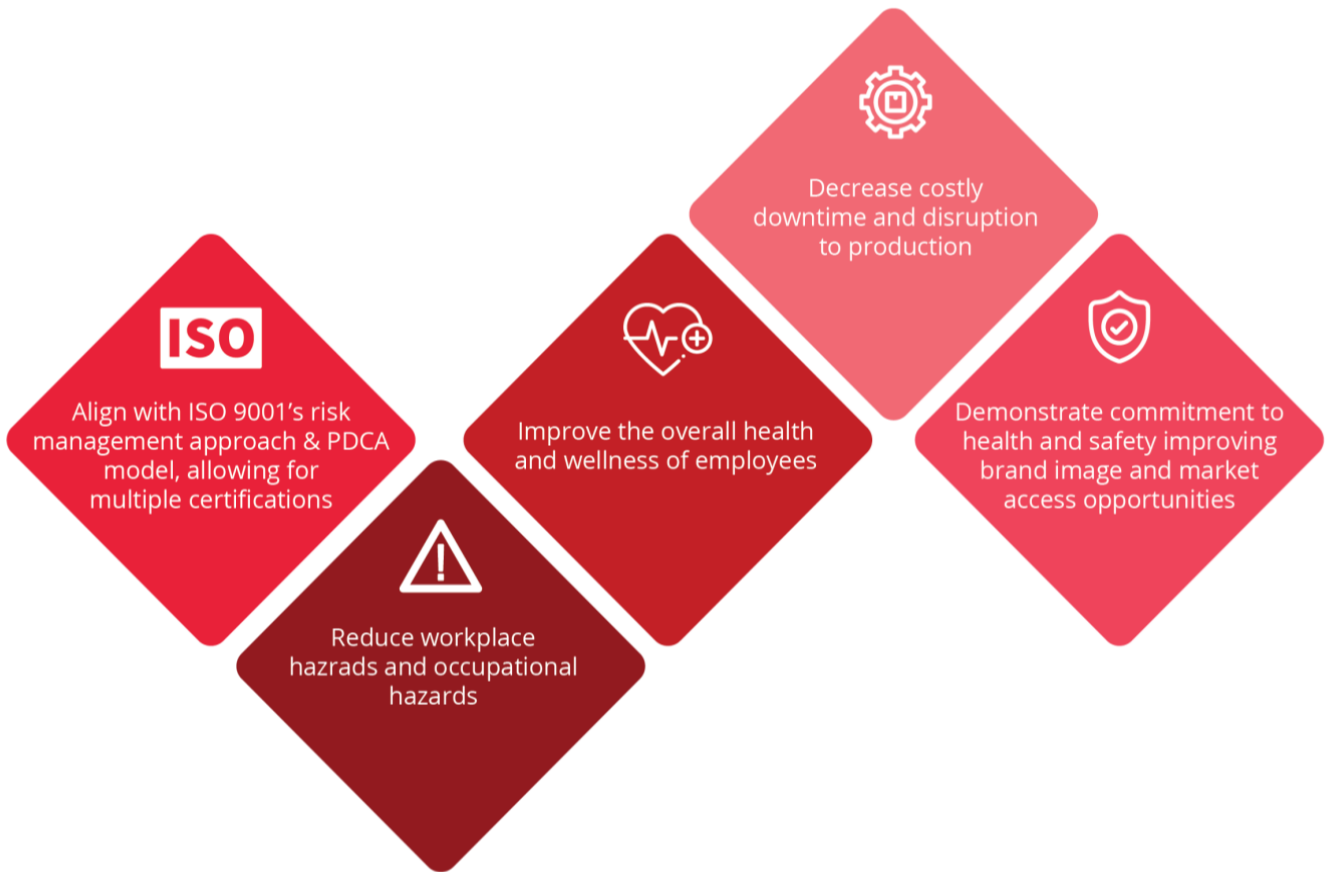 ISO
Align with ISO 9001’s risk
management approach & PDCA
model, allowing for
multiple certifications
Reduce workplace
hazrads and occupational
hazards
Improve the overall health
and wellness of employees
Decrease costly
downtime and disruption
to production
Demonstrate commitment to
health and safety improving
brand image and market
access opportunities